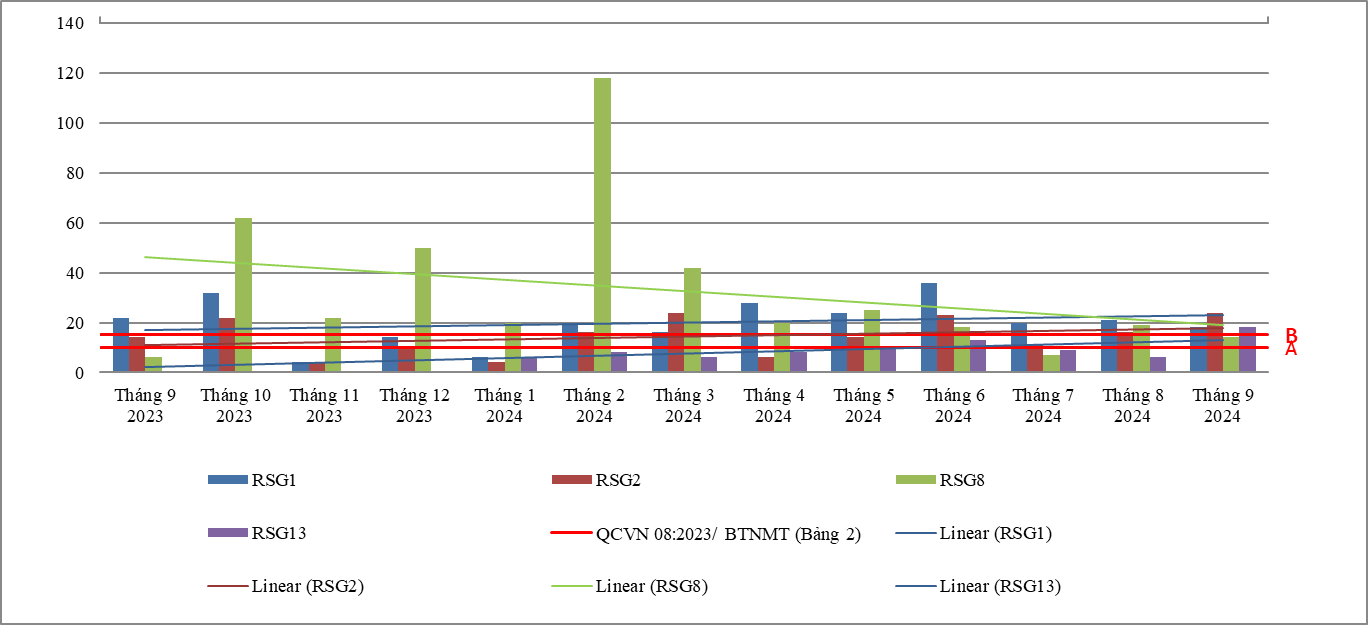 140
120
100
80
60
40
20
0
B
A
Tháng 9 2023
Tháng 10 2023
Tháng 11 2023
Tháng 12 2023
Tháng 1 2024
Tháng 2 2024
Tháng 3 2024
Tháng 4 2024
Tháng 5 2024
Tháng 6 2024
Tháng 7 2024
Tháng 8 2024
Tháng 9 2024
RSG1
RSG2
RSG8
RSG13
QCVN 08:2023/ BTNMT (Bảng 2)
Linear (RSG1)
Linear (RSG2)
Linear (RSG8)
Linear (RSG13)